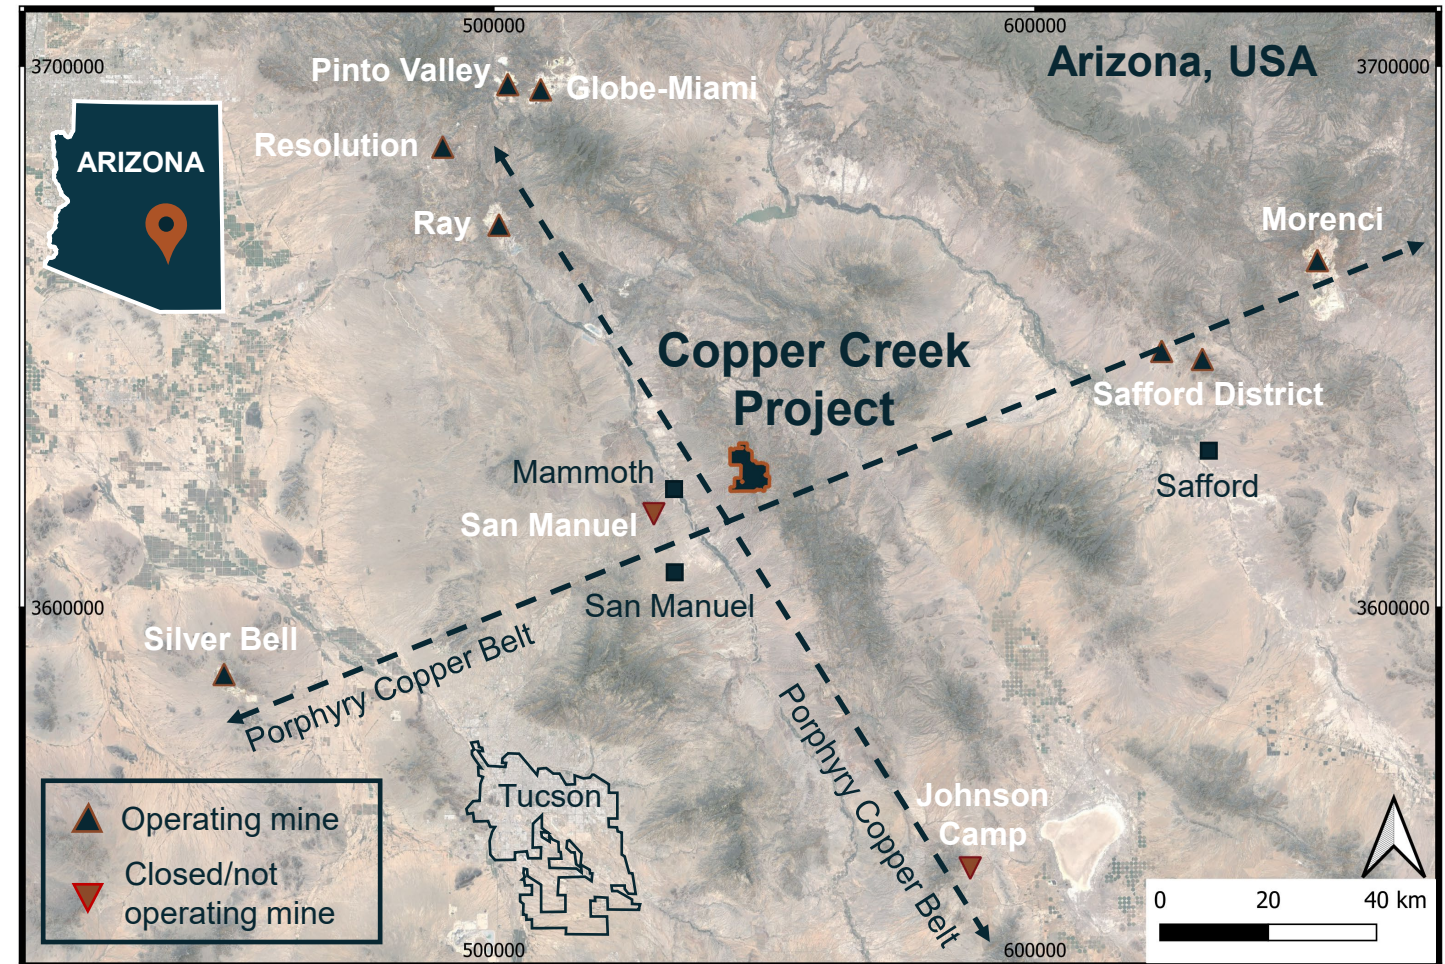 500000
600000
Arizona, USA
3700000
3700000
Pinto Valley
Globe-Miami
Resolution
ARIZONA
Ray
Morenci
Copper Creek
Project
Safford District
Mammoth
Safford
San Manuel
San Manuel
3600000
3600000
Silver Bell
Porphyry Copper Belt
Porphyry Copper Belt
Tucson
Johnson
Camp
Operating mine
Closed/not
operating mine
0 20 40 km
500000
600000